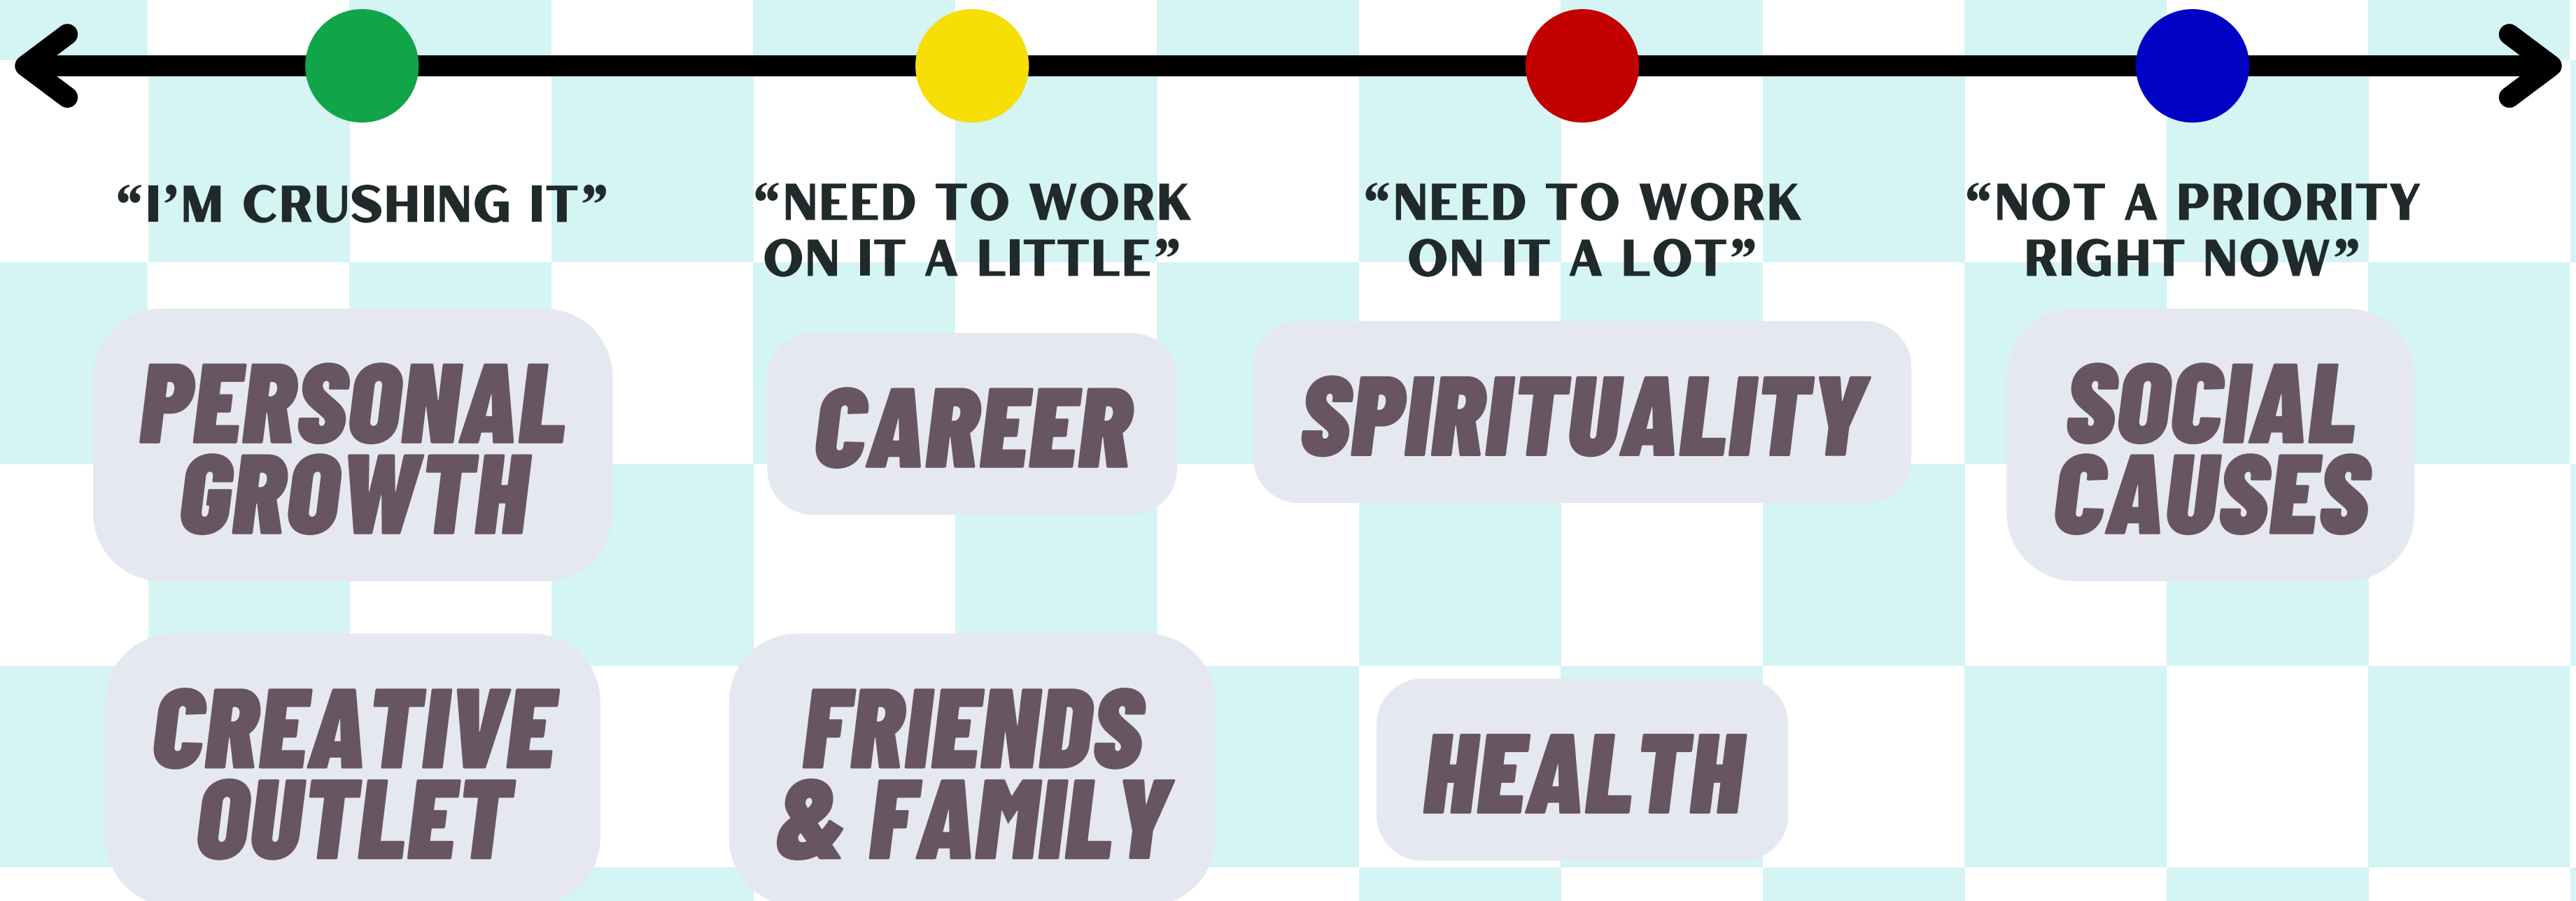 “I’M CRUSHING IT”
“NEED TO WORK
ON IT A LITTLE”
“NEED TO WORK
ON IT A LOT”
“NOT A PRIORITY
RIGHT NOW”
PERSONAL
GROWTH
CAREER
SPIRITUALITY
SOCIAL
CAUSES
CREATIVE
OUTLET
FRIENDS
& FAMILY
HEALTH